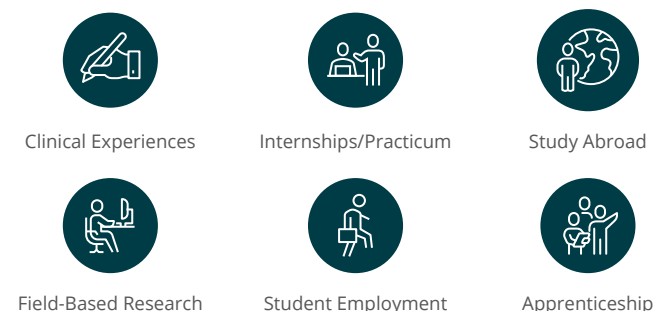 Clinical Experiences
Internships/Practicum
Study Abroad
Field-Based Research
Student Employment
Apprenticeship